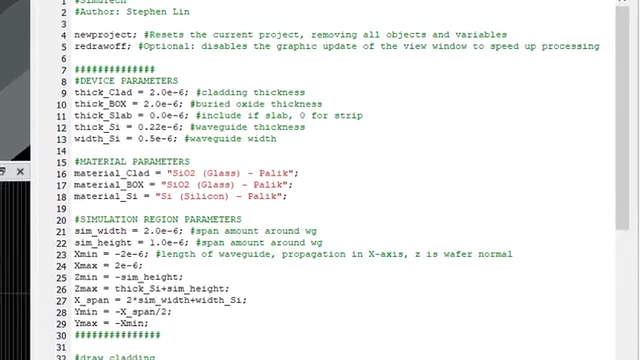 #Author: Stephen Lin
newproject; #Resets the current project, removing all objects and variables
redrawoff; #Optional: disables the graphic update of the view window to speed up processing
##############
#DEVICE PARAMETERS
thick_Clad = 2.0e-6; #cladding thickness
thick_BOX = 2.0e-6; #buried oxide thickness
thick_Slab = 0.0e-6; #include if slab, 0 for strip
thick_Si = 0.22e-6; #waveguide thickness
width_Si = 0.5e-6; #waveguide width
#MATERIAL PARAMETERS
material_Clad = "SiO2 (Glass) - Palik";
material_BOX = "SiO2 (Glass) - Palik";
material_Si = "Si (Silicon) - Palik";
#SIMULATION REGION PARAMETERS
sim_width = 2.0e-6; #span amount around wg
sim_height = 1.0e-6; #span amount around wg
Xmin = -2e-6; #length of waveguide, propagation in X-axis, z is wafer normal
Xmax = 2e-6;
Zmin = -sim_height;
Zmax = thick_Si+sim_height;
X_span = 2*sim_width+width_Si;
Ymin = -X_span/2;
Ymax = -Xmin;
###############
#draw cladding